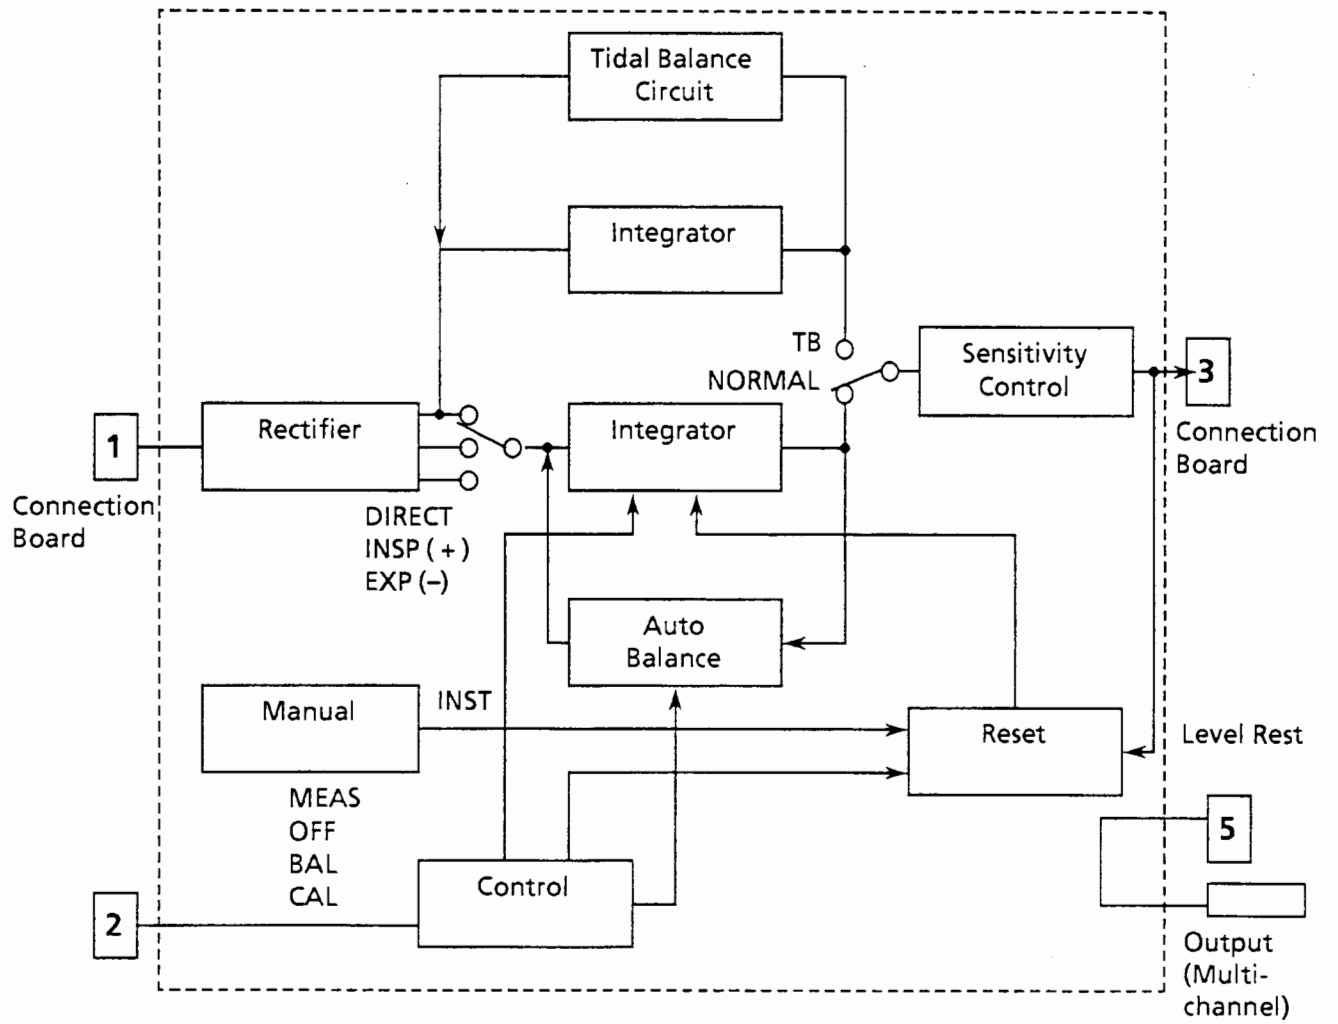 Tidal Balance
Circuit
Integrator
TB
NORMAL
Sensitivity
Control
3
Connection
Board
1
Connection
Board
Rectifier
Integrator
DIRECT
INSP (+)
EXP (–)
Auto
Balance
Manual
INST
Reset
Level Rest
MEAS
OFF
BAL
CAL
5
Control
2
Output
(Multi-
channel)